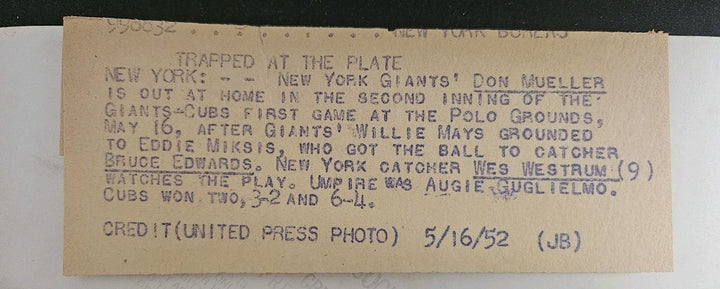 998632 . . . . . . . . NEW YORK BUREAU
TRAPPED AT THE PLATE
NEW YORK: - - NEW YORK GIANTS' DON MUELLER
IS OUT AT HOME IN THE SECOND INNING OF THE
GIANTS-CUBS FIRST GAME AT THE POLO GROUNDS,
MAY 16, AFTER GIANTS' WILLIE MAYS GROUNDED
TO EDDIE MIKSIS, WHO GOT THE BALL TO CATCHER
BRUCE EDWARDS. NEW YORK CATCHER WES WESTRUM (9)
WATCHES THE PLAY. UMPIRE WAS AUGIE GUGLIELMO.
CUBS WON TWO, 3-2 AND 6-4.
CREDIT(UNITED PRESS PHOTO) 5/16/52 (JB)